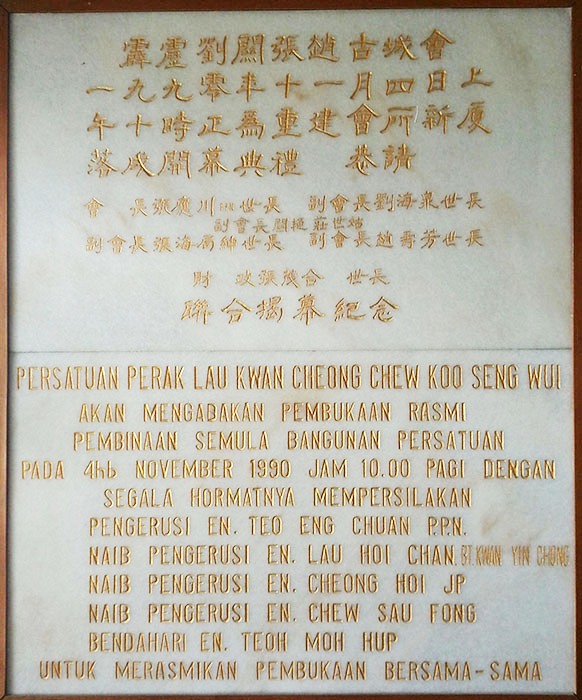 霹靂劉關張趙古城會
一九九零年十一月四日上
午十時正為重建會所新厦
落成開幕典禮 恭請
會 長張應川 世長 副會長劉海泉世長
副會長關 莊世姑
副會長張海局紳世長 副會長趙壽芳世長
財 政張茂合 世長
聯合揭幕紀念
PERSATUAN PERAK LAU KWAN CHEONG CHEW KOO SENG WUI
AKAN MENGADAKAN PEMBUKAAN RASMI
PEMBINAAN SEMULA BANGUNAN PERSATUAN
PADA 4hb NOVEMBER 1990 JAM 10.00 PAGI DENGAN
SEGALA HORMATNYA MEMPERSILAKAN
PENGERUSI EN. TEO ENG CHUAN P.P.N.
NAIB PENGERUSI EN. LAU HOI CHAN. BT. KWAN YIN CHONG
NAIB PENGERUSI EN. CHEONG HOI JP
NAIB PENGERUSI EN. CHEW SAU FONG
BENDAHARI EN. TEOH MOH HUP
UNTUK MERASMIKAN PEMBUKAAN BERSAMA-SAMA